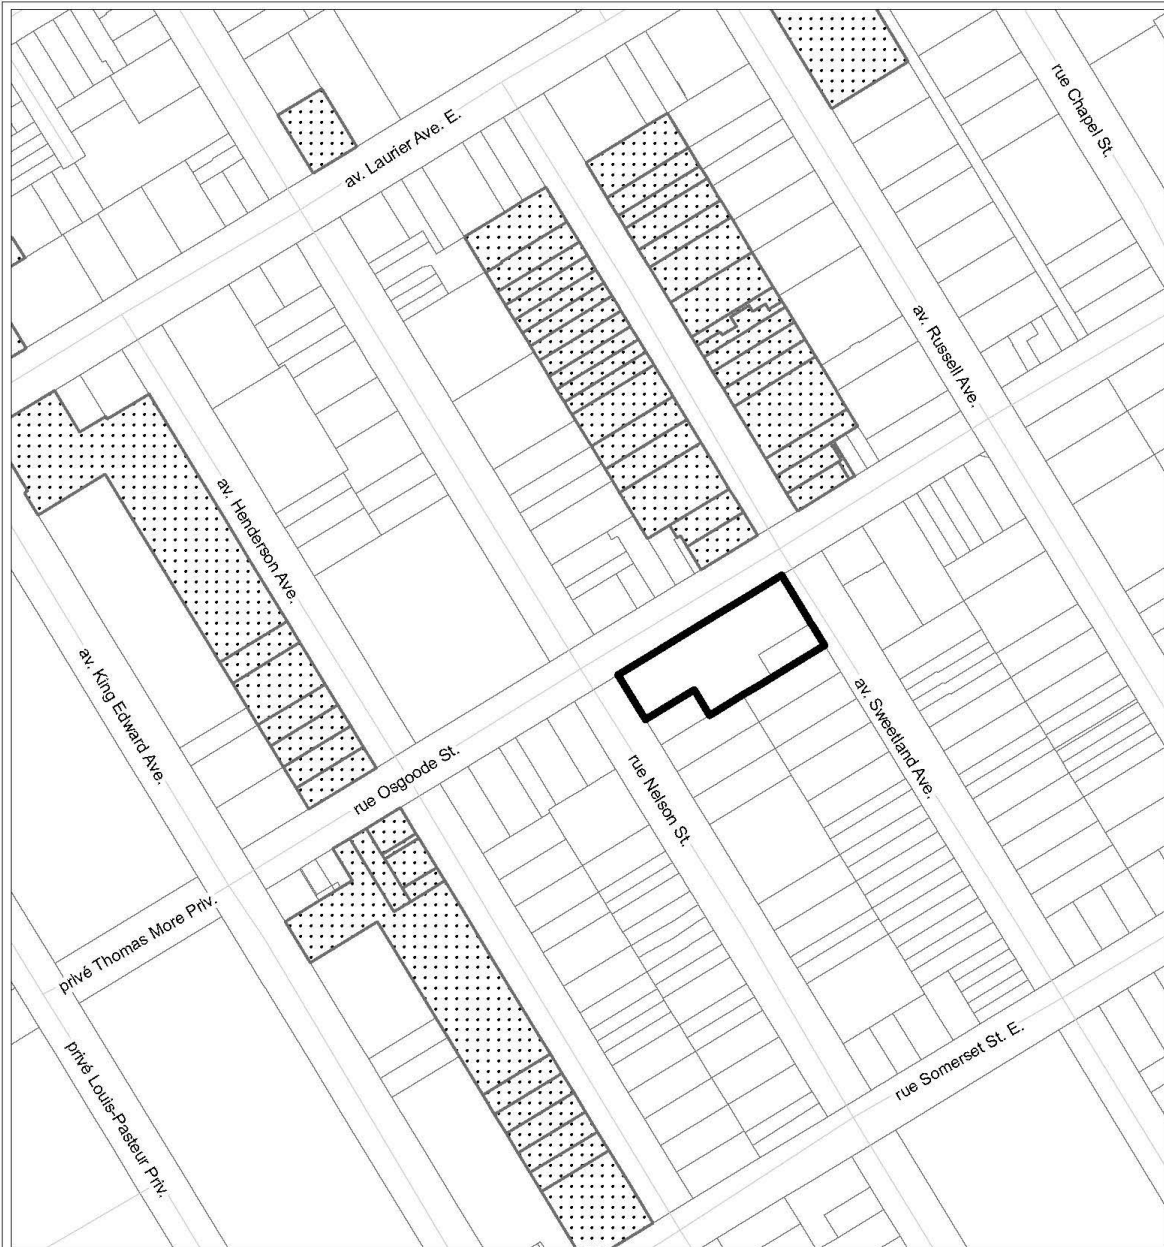 rue Chapel St.
av. Laurier Ave. E.
av. Russell Ave.
av. Henderson Ave.
av. King Edward Ave.
av. Sweetland Ave.
rue Osgoode St.
rue Nelson St.
privé Thomas More Priv.
rue Somerset St. E.
privé Louis-Pasteur Priv.